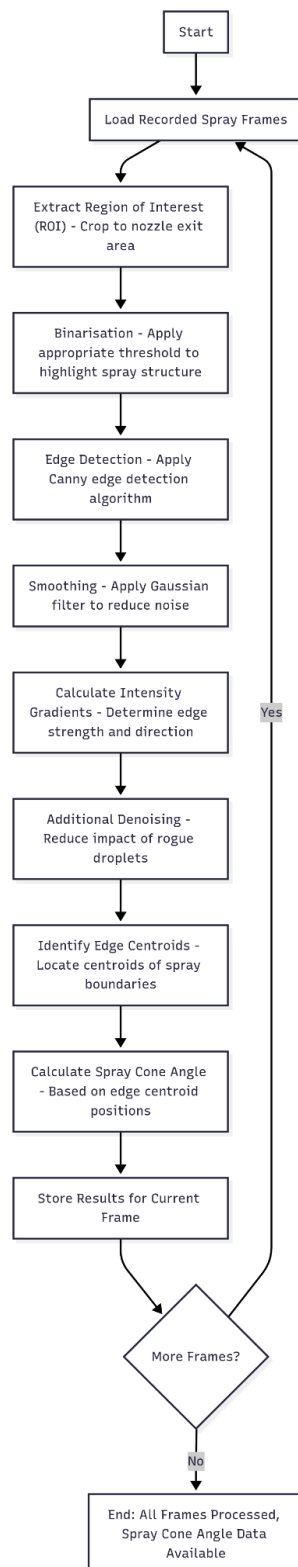 Start
Load Recorded Spray Frames
Extract Region of Interest
(ROI) - Crop to nozzle exit
area
Binarisation - Apply
appropriate threshold to
highlight spray structure
Edge Detection - Apply
Canny edge detection
algorithm
Smoothing - Apply Gaussian
filter to reduce noise
Calculate Intensity
Gradients - Determine edge
strength and direction
Yes
Additional Denoising -
Reduce impact of rogue
droplets
Identify Edge Centroids -
Locate centroids of spray
boundaries
Calculate Spray Cone Angle
- Based on edge centroid
positions
Store Results for Current
Frame
More Frames?
No
End: All Frames Processed,
Spray Cone Angle Data
Available